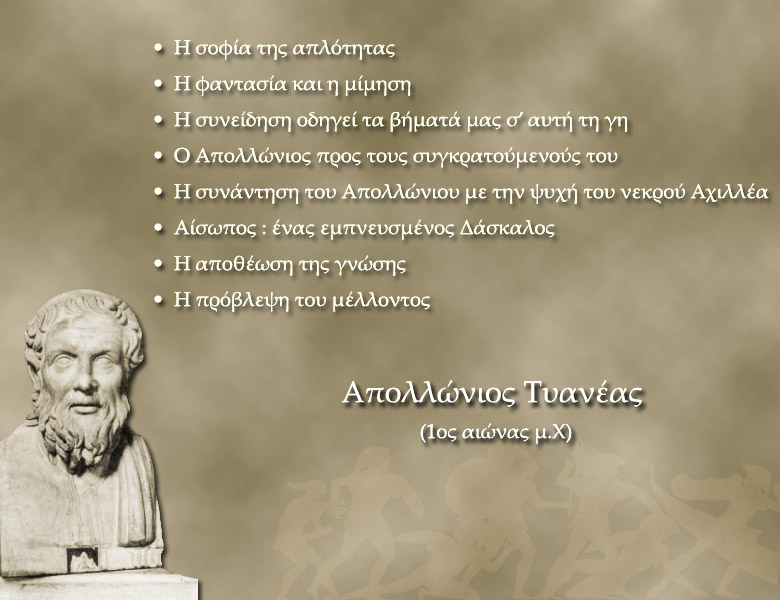 • Η σοφία της απλότητας
• Η φαντασία και η μίμηση
• Η συνείδηση οδηγεί τα βήματά μας σ' αυτή τη γη
• Ο Απολλώνιος προς τους συγκρατούμενούς του
• Η συνάντηση του Απολλώνιου με την ψυχή του νεκρού Αχιλλέα
• Αίσωπος : ένας εμπνευσμένος Δάσκαλος
• Η αποθέωση της γνώσης
• Η πρόβλεψη του μέλλοντος
Απολλώνιος Τυανέας
(1ος αιώνας μ.Χ)